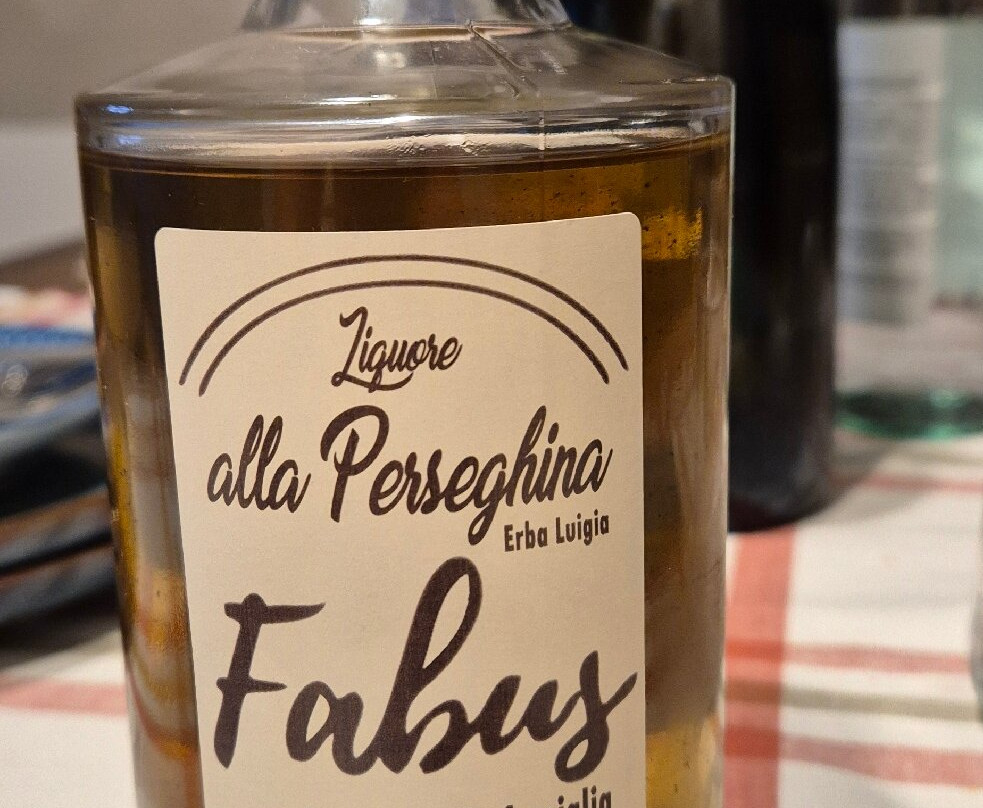 Liquore
alla Perseghina
Erba Luigia
Fabus